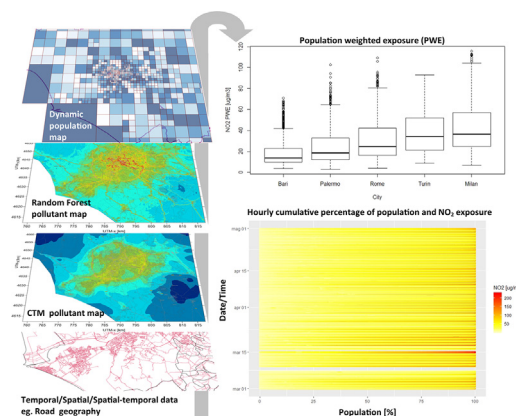 Dynamic
population
map
Random Forest
pollutant map
CTM pollutant map
Temporal/Spatial/Spatial-temporal data
eg. Road geography
Population weighted exposure (PWE)
NO2 PWE [ug/m3]
120
100
80
60
40
20
0
Bari Palermo Rome Turin Milan
City
Hourly cumulative percentage of population and NO₂ exposure
Date/Time
mag 01
apr 15
apr 01
mar 15
mar 01
0 25 50 75 100
Population [%]
NO2 [ug/
200
150
100
50